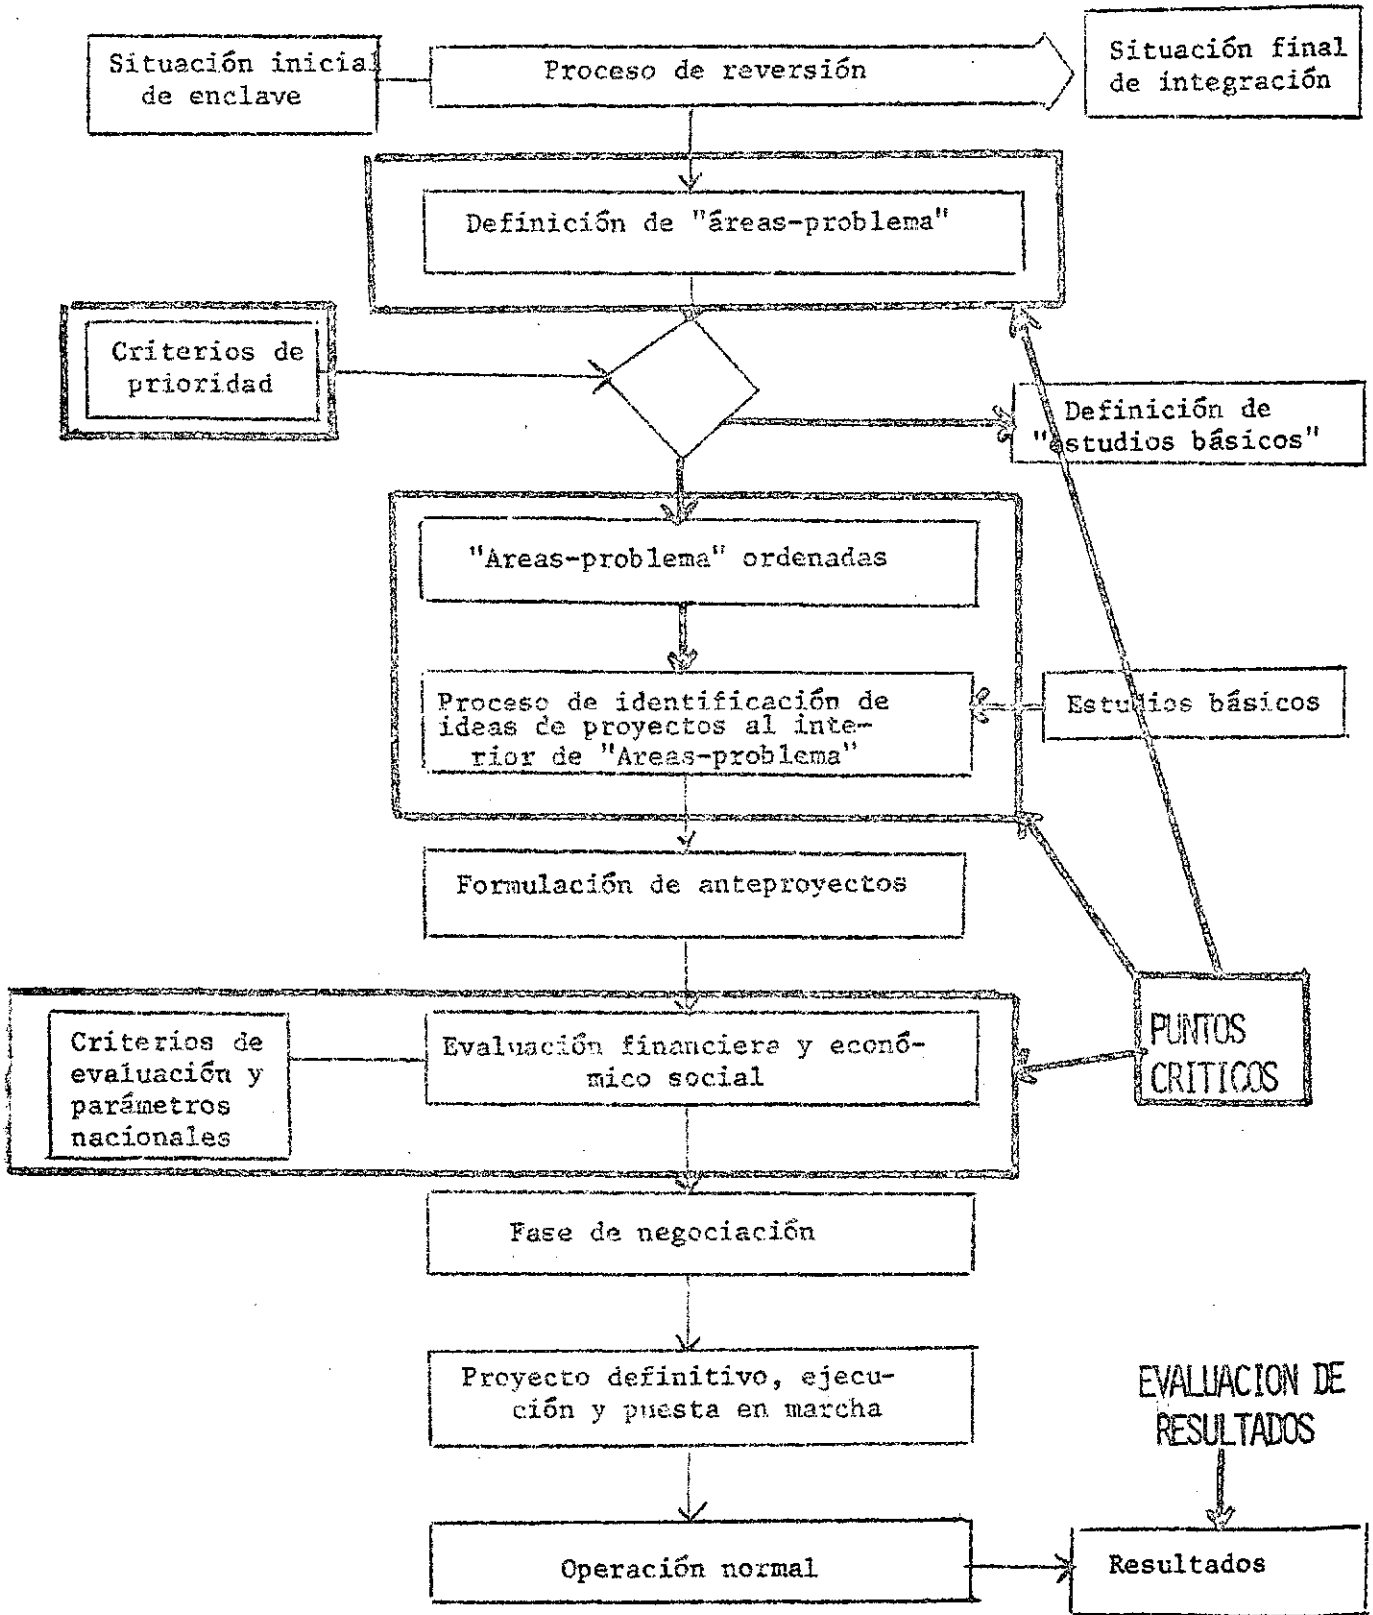 Situación inicial
de enclave
Proceso de reversión
Situación final
de integración
Definición de "áreas-problema"
Criterios de
prioridad
Definición de
"estudios básicos"
"Areas-problema" ordenadas
Proceso de identificación de
ideas de proyectos al inte-
rior de "Areas-problema"
Estudios básicos
Formulación de anteproyectos
PUNTOS
CRITICOS
Criterios de
evaluación y
parámetros
nacionales
Evaluación financiera y econó-
mico social
Fase de negociación
Proyecto definitivo, ejecu-
ción y puesta en marcha
EVALUACION DE
RESULTADOS
Operación normal
Resultados